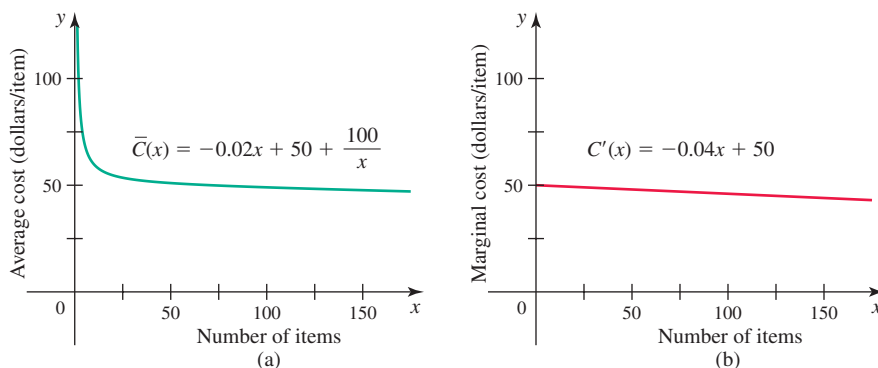 y
Average cost (dollars/item)
100
50
C̅(x) = −0.02x + 50 + 100/x
0
50
100
150
x
Number of items
(a)
y
Marginal cost (dollars/item)
100
50
C′(x) = −0.04x + 50
0
50
100
150
x
Number of items
(b)